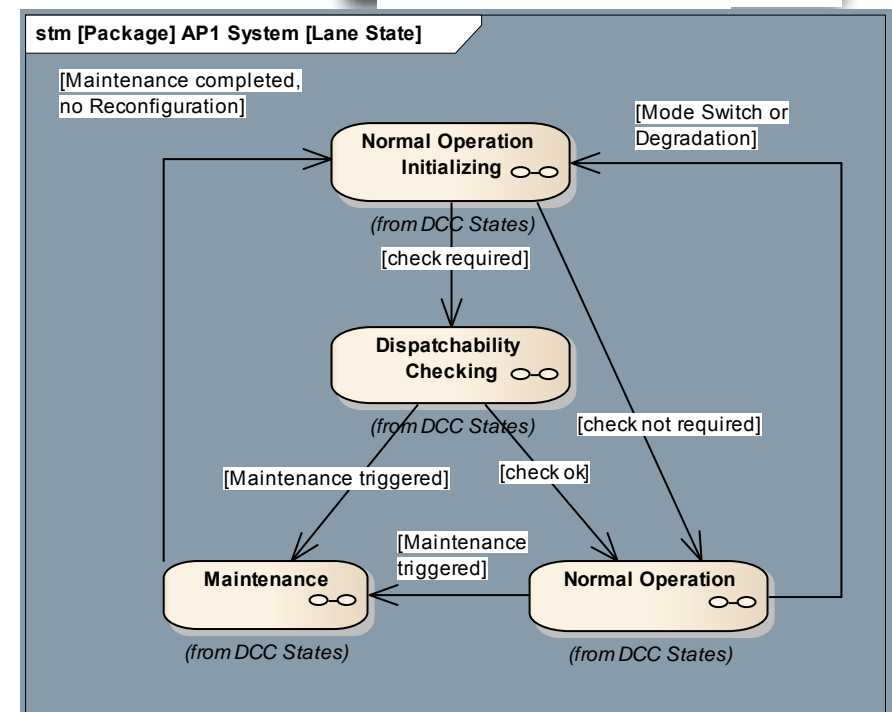 stm [Package] AP1 System [Lane State]
[Maintenance completed,
no Reconfiguration]
[Mode Switch or
Degradation]
Normal Operation
Initializing
(from DCC States)
[check required]
Dispatchability
Checking
(from DCC States)
[check not required]
[Maintenance triggered]
[check ok]
[Maintenance
triggered]
Maintenance
(from DCC States)
Normal Operation
(from DCC States)